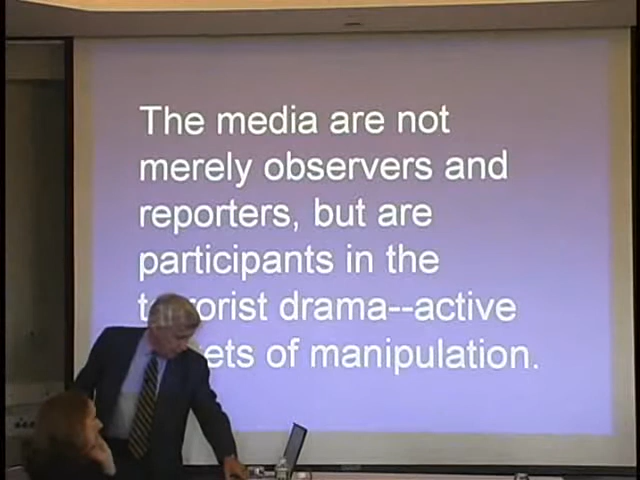 The media are not
merely observers and
reporters, but are
participants in the
drama--active
of manipulation.